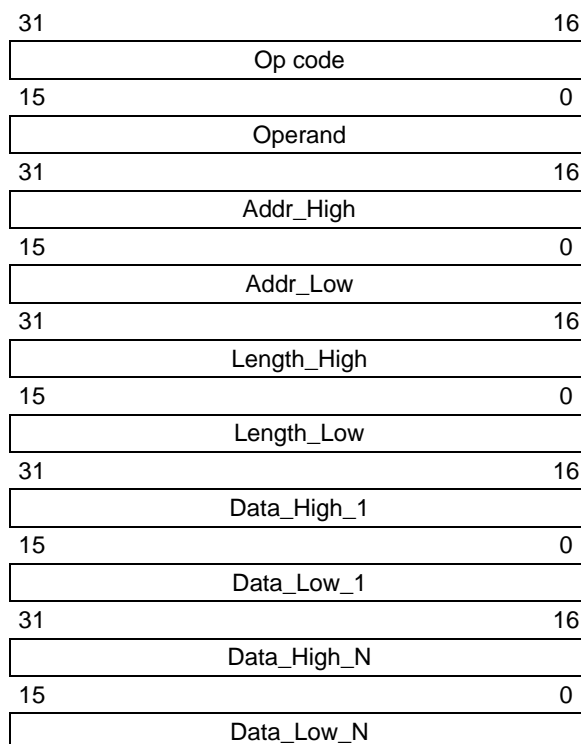 31 16
Op code
15 0
Operand
31 16
Addr_High
15 0
Addr_Low
31 16
Length_High
15 0
Length_Low
31 16
Data_High_1
15 0
Data_Low_1
31 16
Data_High_N
15 0
Data_Low_N